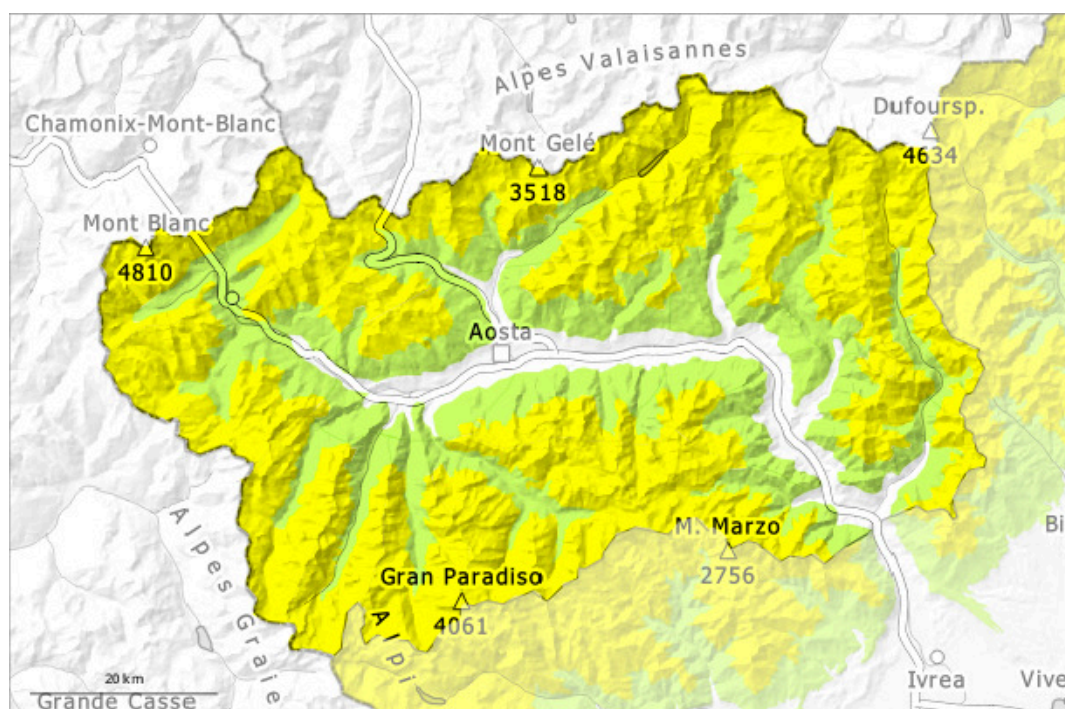 Alpes Valaisannes
Dufoursp.
4634
Chamonix-Mont-Blanc
Mont Gelé
3518
Mont Blanc
4810
Aosta
M. Marzo
2756
Gran Paradiso
4061
Alpes Graie
Alpi
20 km
Grande Casse
Ivrea
Bi
Vive